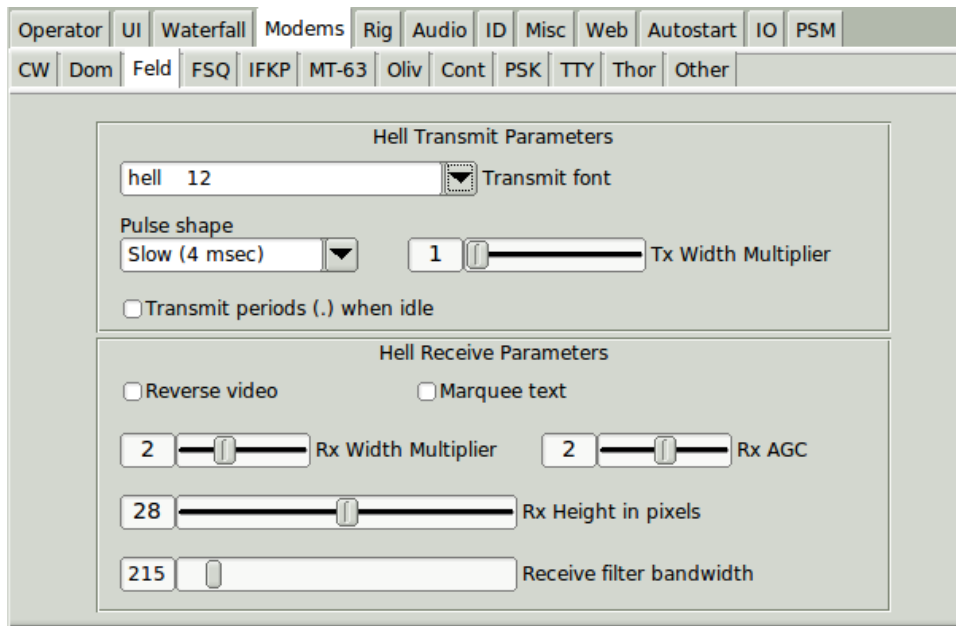 Operator UI Waterfall Modems Rig Audio ID Misc Web Autostart IO PSM
CW Dom Feld FSQ IFKP MT-63 Oliv Cont PSK TTY Thor Other
Hell Transmit Parameters
hell 12 Transmit font
Pulse shape
Slow (4 msec) 1 Tx Width Multiplier
Transmit periods (.) when idle
Hell Receive Parameters
Reverse video Marquee text
2 Rx Width Multiplier 2 Rx AGC
28 Rx Height in pixels
215 Receive filter bandwidth